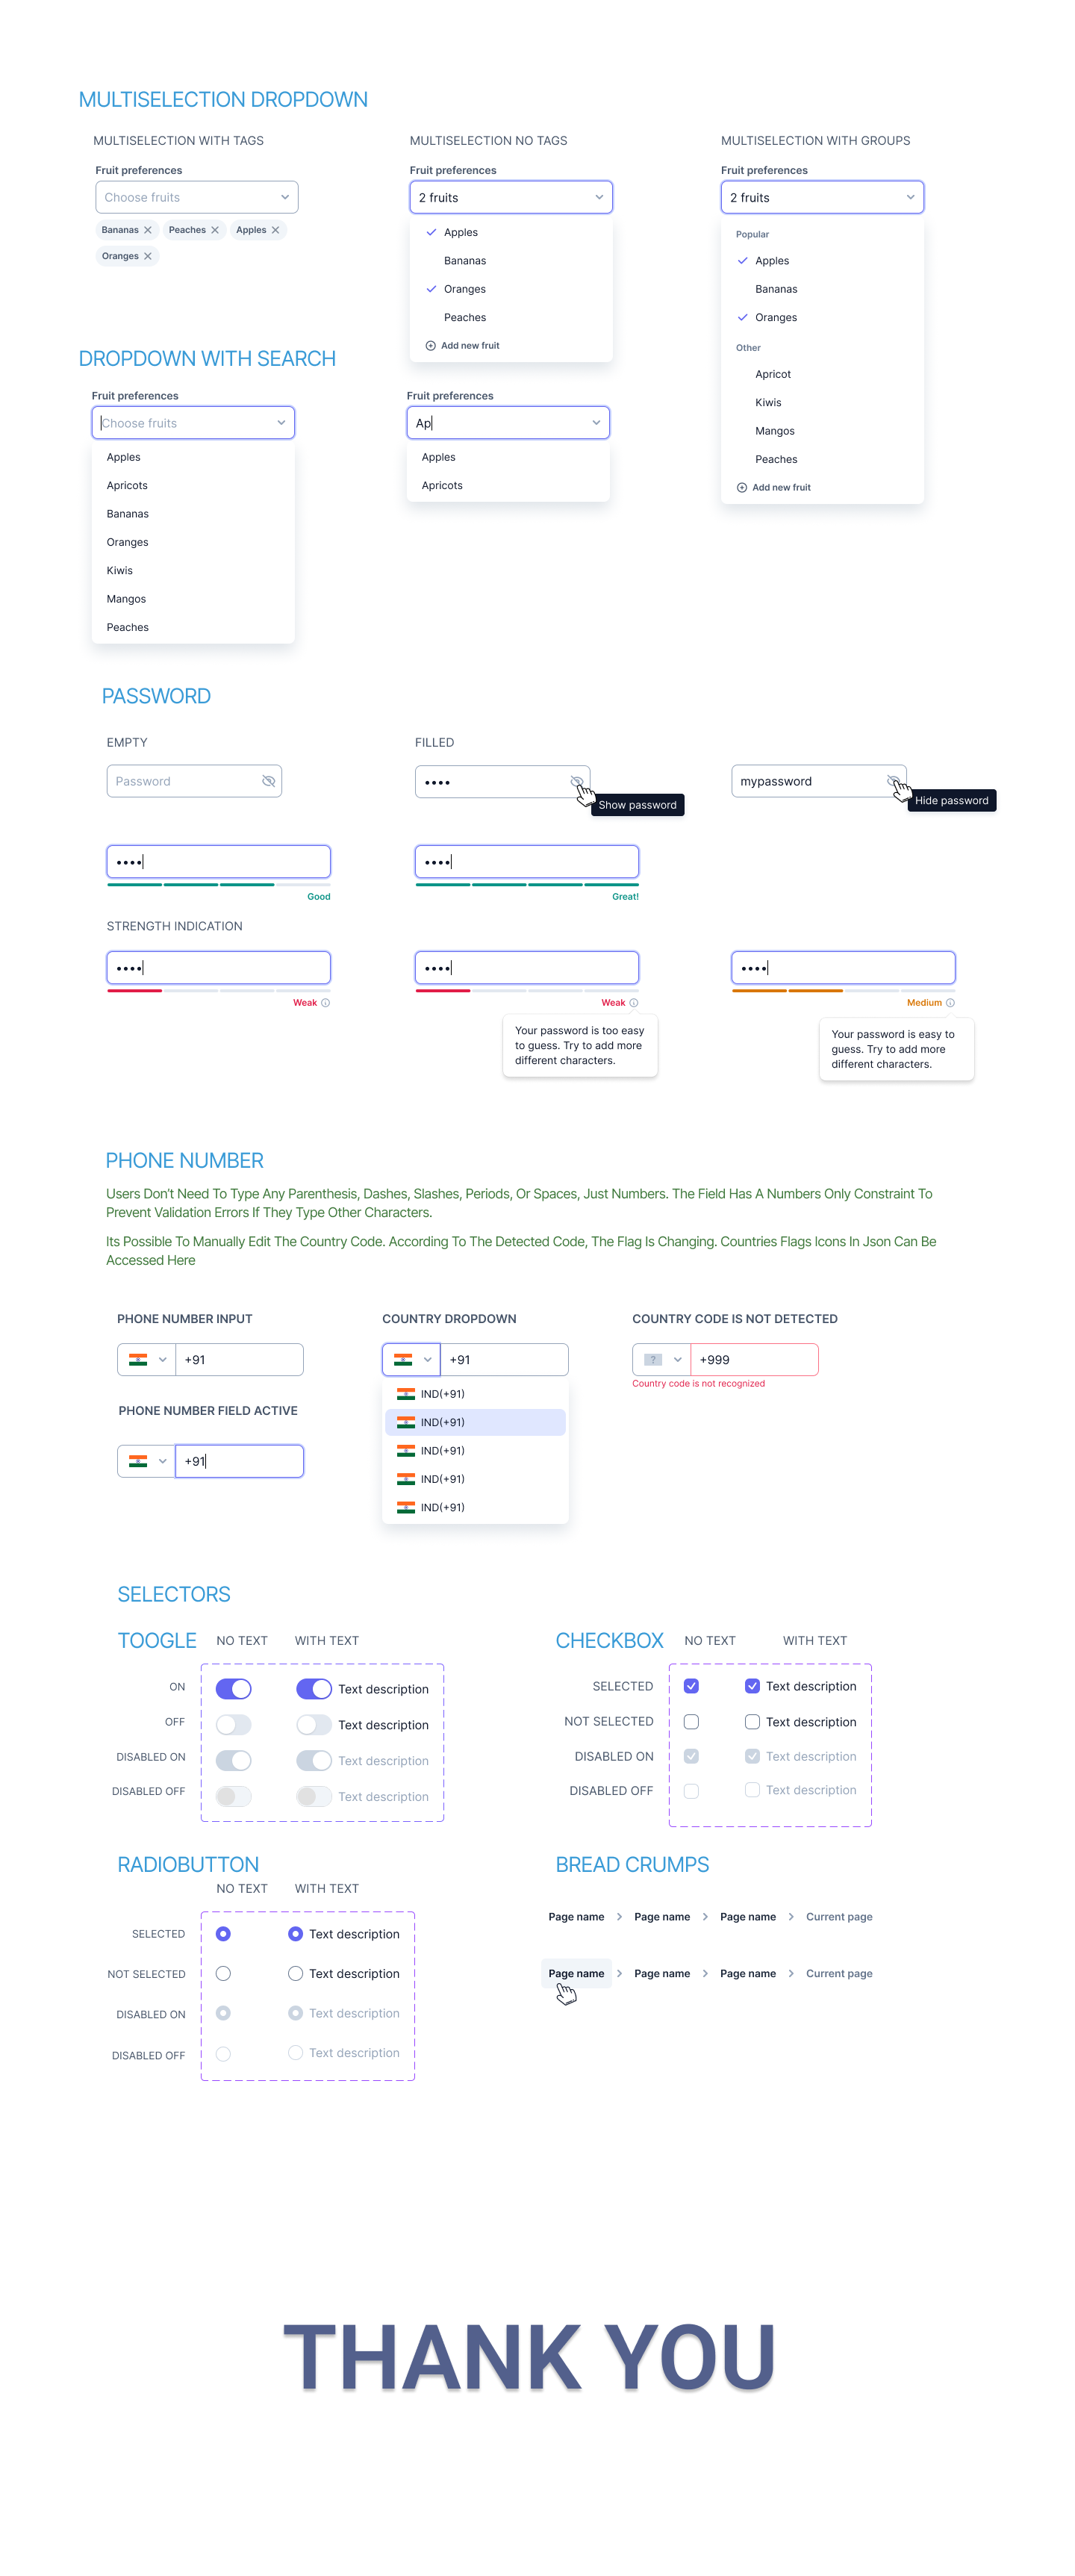 MULTISELECTION DROPDOWN
MULTISELECTION WITH TAGS
Fruit preferences
Choose fruits
Bananas
Peaches
Apples
Oranges
MULTISELECTION NO TAGS
Fruit preferences
2 fruits
Apples
Bananas
Oranges
Peaches
Add new fruit
MULTISELECTION WITH GROUPS
Fruit preferences
2 fruits
Popular
Apples
Bananas
Oranges
Other
Apricot
Kiwis
Mangos
Peaches
Add new fruit
DROPDOWN WITH SEARCH
Fruit preferences
Choose fruits
Apples
Apricots
Bananas
Oranges
Kiwis
Mangos
Peaches
Fruit preferences
Ap
Apples
Apricots
PASSWORD
EMPTY
Password
FILLED
••••
Show password
mypassword
Hide password
••••
Good
••••
Great!
STRENGTH INDICATION
••••
Weak
••••
Weak
Your password is too easy
to guess. Try to add more
different characters.
••••
Medium
Your password is easy to
guess. Try to add more
different characters.
PHONE NUMBER
Users Don't Need To Type Any Parenthesis, Dashes, Slashes, Periods, Or Spaces, Just Numbers. The Field Has A Numbers Only Constraint To
Prevent Validation Errors If They Type Other Characters.
Its Possible To Manually Edit The Country Code. According To The Detected Code, The Flag Is Changing. Countries Flags Icons In Json Can Be
Accessed Here
PHONE NUMBER INPUT
+91
PHONE NUMBER FIELD ACTIVE
+91
COUNTRY DROPDOWN
+91
IND(+91)
IND(+91)
IND(+91)
IND(+91)
IND(+91)
COUNTRY CODE IS NOT DETECTED
?
+999
Country code is not recognized
SELECTORS
TOOGLE
NO TEXT
WITH TEXT
ON
Text description
OFF
Text description
DISABLED ON
Text description
DISABLED OFF
Text description
CHECKBOX
NO TEXT
WITH TEXT
SELECTED
Text description
NOT SELECTED
Text description
DISABLED ON
Text description
DISABLED OFF
Text description
RADIOBUTTON
NO TEXT
WITH TEXT
SELECTED
Text description
NOT SELECTED
Text description
DISABLED ON
Text description
DISABLED OFF
Text description
BREAD CRUMPS
Page name > Page name > Page name > Current page
Page name > Page name > Page name > Current page
THANK YOU